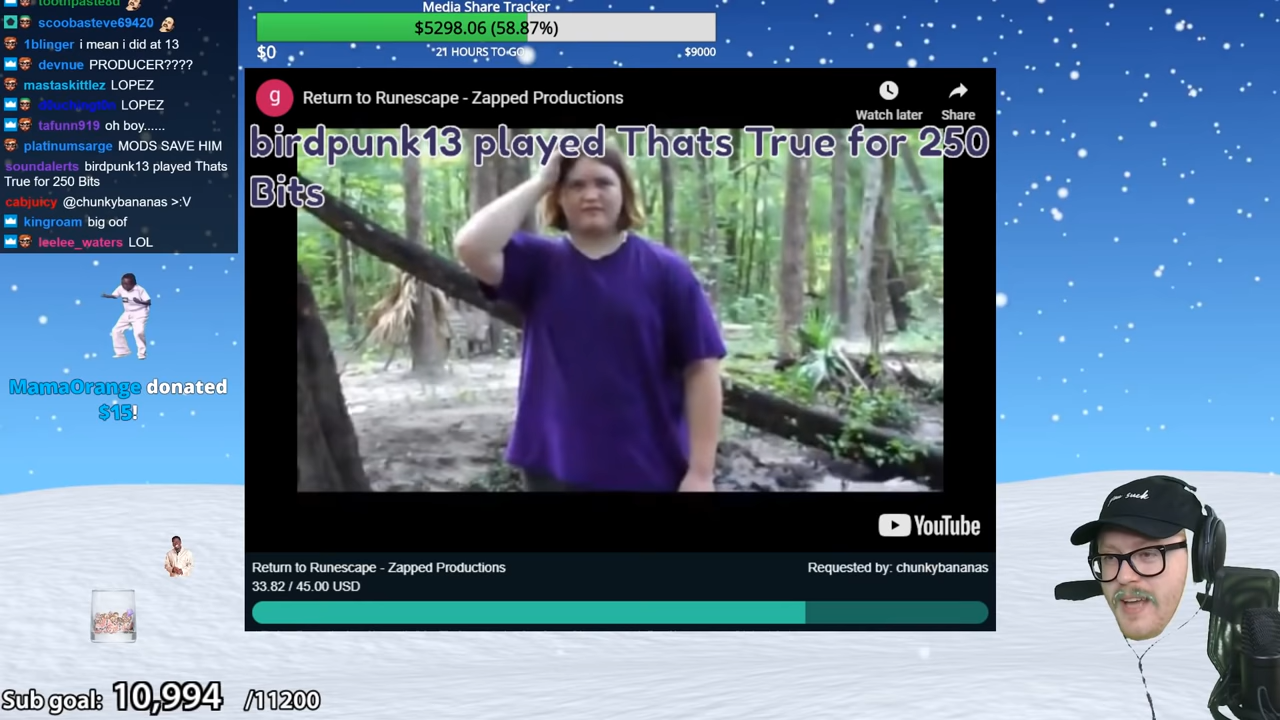 toothpaste8d
scoobasteve69420
1blinger i mean i did at 13
devnue PRODUCER????
mastaskittlez LOPEZ
LOPEZ
tafunn919 oh boy......
platinumsarge MODS SAVE HIM
soundalerts birdpunk13 played Thats
True for 250 Bits
cabjuicy @chunkybananas >:V
kingroam big oof
leelee_waters LOL
Media Share Tracker
$5298.06 (58.87%)
$0
21 HOURS TO GO
$9000
g
Return to Runescape - Zapped Productions
Watch later
Share
birdpunk13 played Thats True for 250
Bits
MamaOrange donated
$15!
YouTube
Return to Runescape - Zapped Productions
Requested by: chunkybananas
33.82 / 45.00 USD
you suck
Sub goal: 10,994 /11200